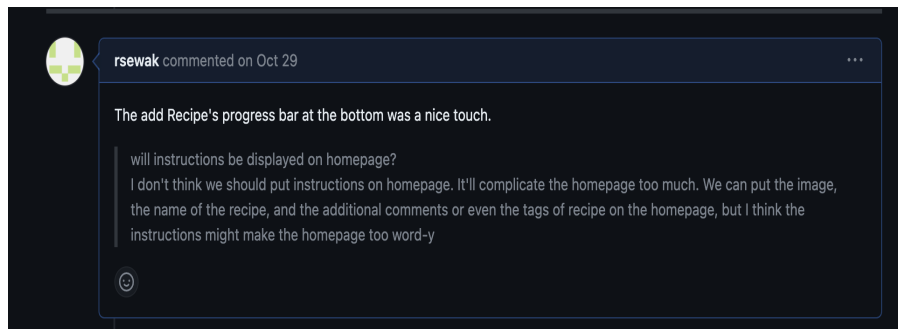 rsewak commented on Oct 29
The add Recipe's progress bar at the bottom was a nice touch.
will instructions be displayed on homepage?
I don't think we should put instructions on homepage. It'll complicate the homepage too much. We can put the image,
the name of the recipe, and the additional comments or even the tags of recipe on the homepage, but I think the
instructions might make the homepage too word-y